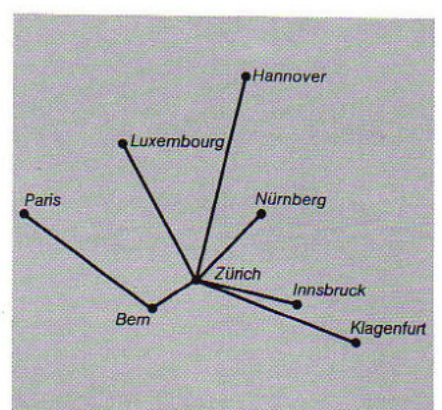 Hannover
Luxembourg
Paris
Nürnberg
Zürich
Innsbruck
Bern
Klagenfurt